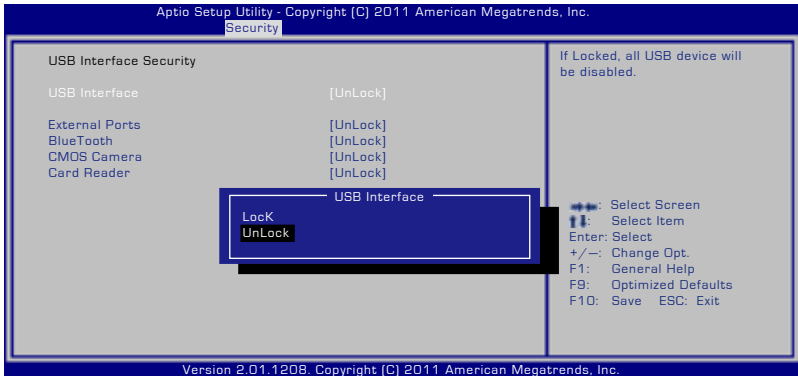 Aptio Setup Utility - Copyright (C) 2011 American Megatrends, Inc.
Security
USB Interface Security
USB Interface [UnLock]
External Ports [UnLock]
BlueTooth [UnLock]
CMOS Camera [UnLock]
Card Reader [UnLock]
USB Interface
LocK
UnLock
If Locked, all USB device will
be disabled.
→←: Select Screen
↑↓: Select Item
Enter: Select
+/—: Change Opt.
F1: General Help
F9: Optimized Defaults
F10: Save ESC: Exit
Version 2.01.1208. Copyright (C) 2011 American Megatrends, Inc.